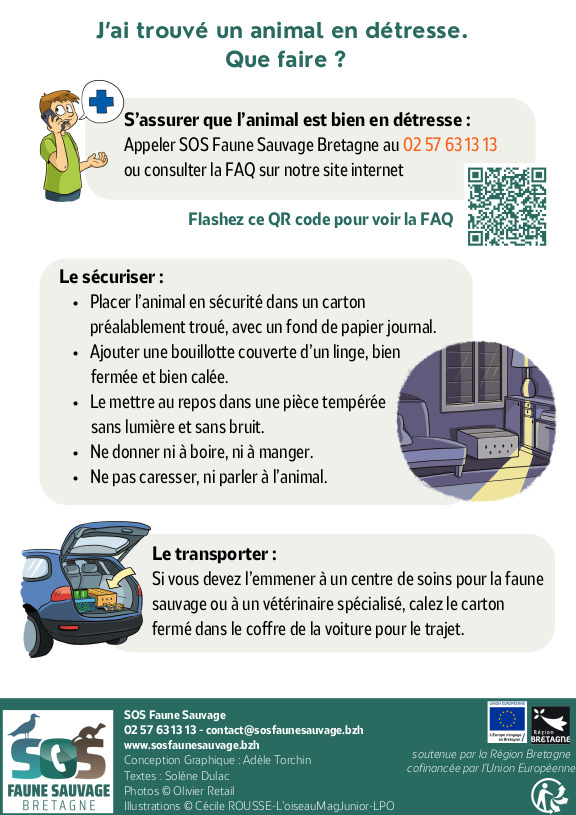 J'ai trouvé un animal en détresse.
Que faire ?
S'assurer que l'animal est bien en détresse :
Appeler SOS Faune Sauvage Bretagne au 02 57 63 13 13
ou consulter la FAQ sur notre site internet
Flashez ce QR code pour voir la FAQ
Le sécuriser :
• Placer l'animal en sécurité dans un carton
préalablement troué, avec un fond de papier journal.
• Ajouter une bouillotte couverte d'un linge, bien
fermée et bien calée.
• Le mettre au repos dans une pièce tempérée
sans lumière et sans bruit.
• Ne donner ni à boire, ni à manger.
• Ne pas caresser, ni parler à l'animal.
Le transporter :
Si vous devez l'emmener à un centre de soins pour la faune
sauvage ou à un vétérinaire spécialisé, calez le carton
fermé dans le coffre de la voiture pour le trajet.
SOS
FAUNE SAUVAGE
BRETAGNE
SOS Faune Sauvage
02 57 63 13 13 - contact@sosfaunesauvage.bzh
www.sosfaunesauvage.bzh
Conception Graphique : Adèle Torchin
Textes : Solène Dulac
Photos © Olivier Retail
Illustrations © Cécile ROUSSE-L'oiseauMagJunior-LPO
UNION EUROPÉENNE
L'Europe s'engage
en Bretagne
Région
BRETAGNE
soutenue par la Région Bretagne
cofinancée par l'Union Européenne